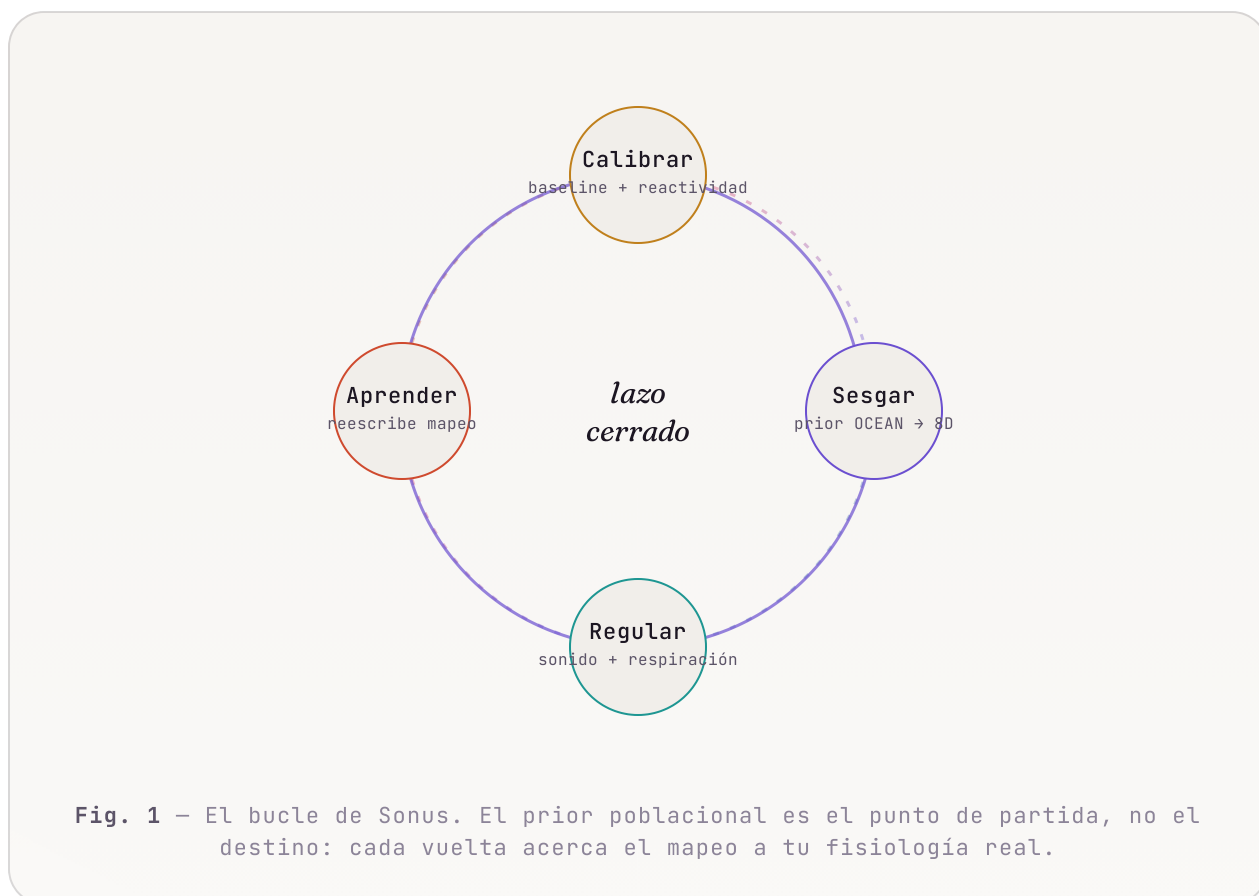 Calibrar
baseline + reactividad
Aprender
reescribe mapeo
lazo
cerrado
Sesgar
prior OCEAN → 8D
Regular
sonido + respiración
Fig. 1 — El bucle de Sonus. El prior poblacional es el punto de partida, no el
destino: cada vuelta acerca el mapeo a tu fisiología real.